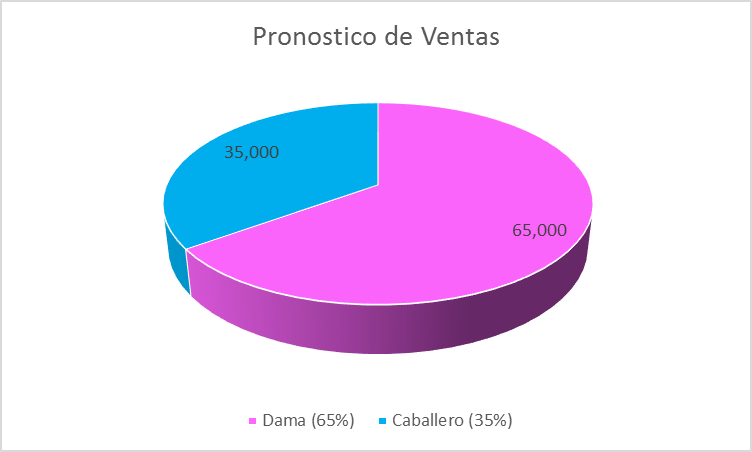 Pronostico de Ventas
35,000
65,000
Dama (65%)
Caballero (35%)